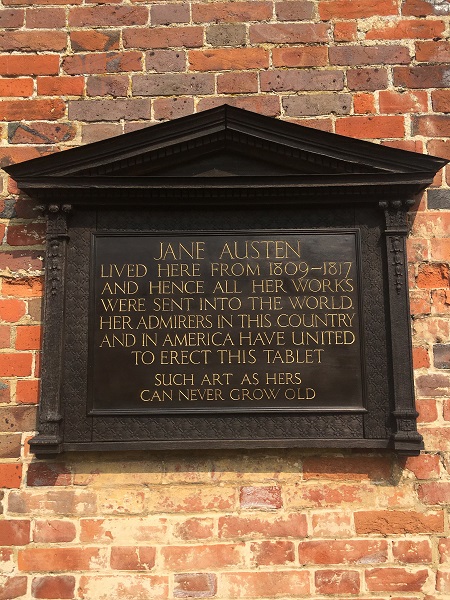 JANE AUSTEN
LIVED HERE FROM 1809–1817
AND HENCE ALL HER WORKS
WERE SENT INTO THE WORLD.
HER ADMIRERS IN THIS COUNTRY
AND IN AMERICA HAVE UNITED
TO ERECT THIS TABLET
SUCH ART AS HERS
CAN NEVER GROW OLD